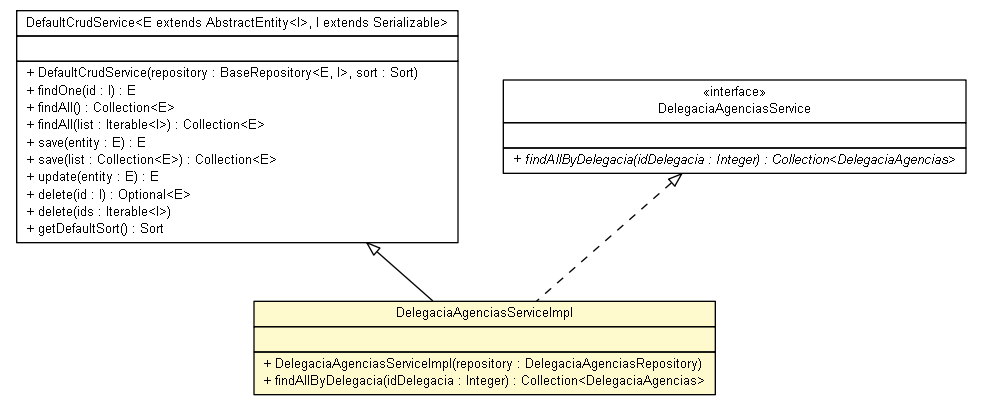 DefaultCrudService<E extends AbstractEntity<I>, I extends Serializable>
+ DefaultCrudService(repository : BaseRepository<E, I>, sort : Sort)
+ findOne(id : I) : E
+ findAll() : Collection<E>
+ findAll(list : Iterable<I>) : Collection<E>
+ save(entity : E) : E
+ save(list : Collection<E>) : Collection<E>
+ update(entity : E) : E
+ delete(id : I) : Optional<E>
+ delete(ids : Iterable<I>)
+ getDefaultSort() : Sort
«interface»
DelegaciaAgenciasService
+ findAllByDelegacia(idDelegacia : Integer) : Collection<DelegaciaAgencias>
DelegaciaAgenciasServiceImpl
+ DelegaciaAgenciasServiceImpl(repository : DelegaciaAgenciasRepository)
+ findAllByDelegacia(idDelegacia : Integer) : Collection<DelegaciaAgencias>